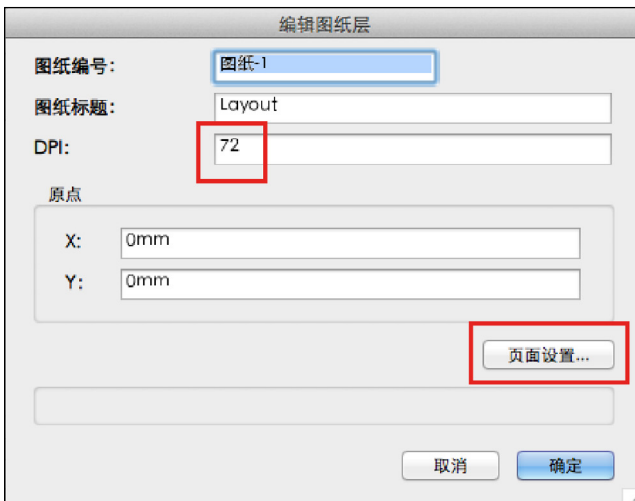 编辑图纸层
图纸编号: 图纸-1
图纸标题: Layout
DPI: 72
原点
X: 0mm
Y: 0mm
页面设置...
取消 确定